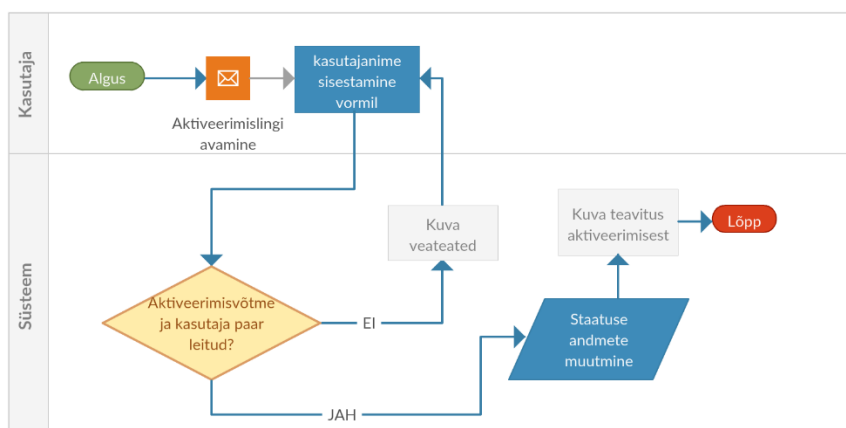 Kasutaja
Algus
Aktiveerimislingi
avamine
kasutajanime
sisestamine
vormil
Süsteem
Aktiveerimisvõtme
ja kasutaja paar
leitud?
EI
Kuva
veateated
JAH
Staatuse
andmete
muutmine
Kuva teavitus
aktiveerimisest
Lõpp